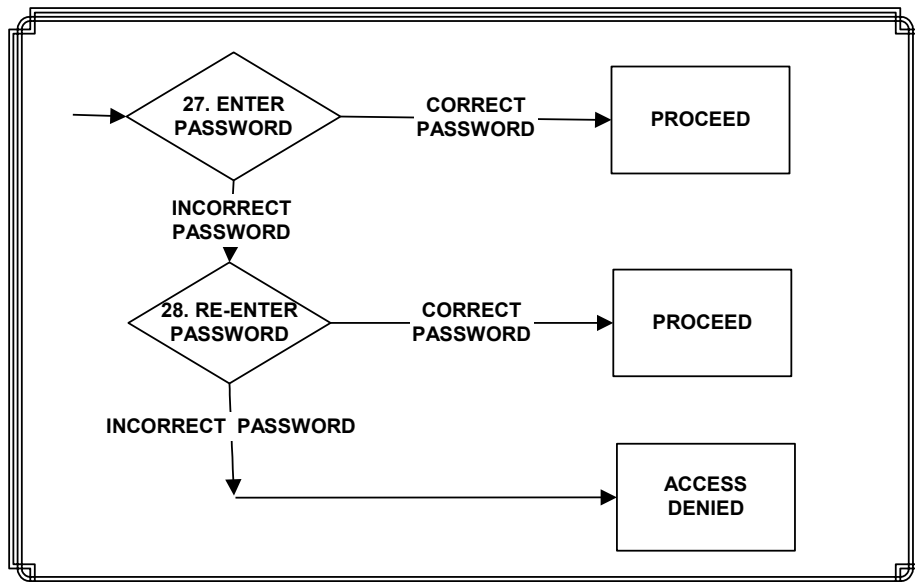 27. ENTER
PASSWORD
CORRECT
PASSWORD
PROCEED
INCORRECT
PASSWORD
28. RE-ENTER
PASSWORD
CORRECT
PASSWORD
PROCEED
INCORRECT PASSWORD
ACCESS
DENIED